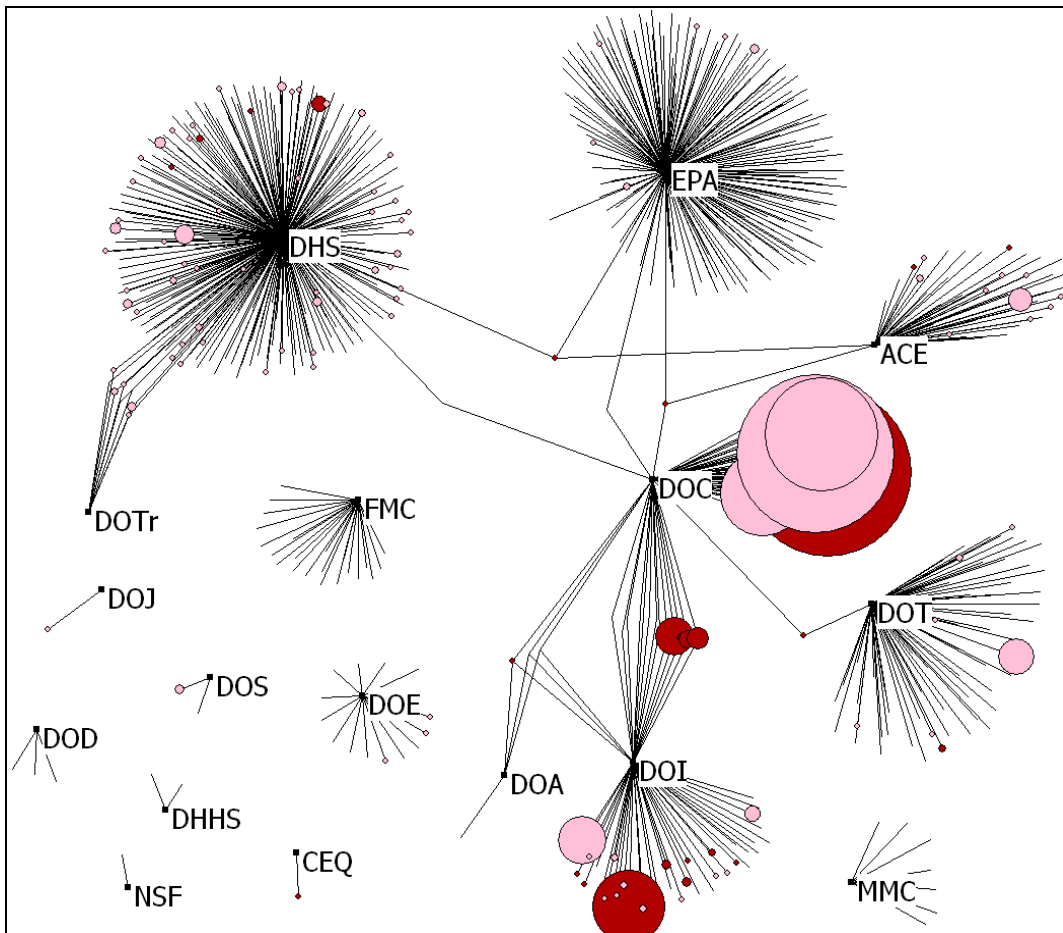 EPA
DHS
ACE
DOC
FMC
DOTr
DOJ
DOT
DOS
DOE
DOD
DOI
DOA
DHHS
CEQ
NSF
MMC